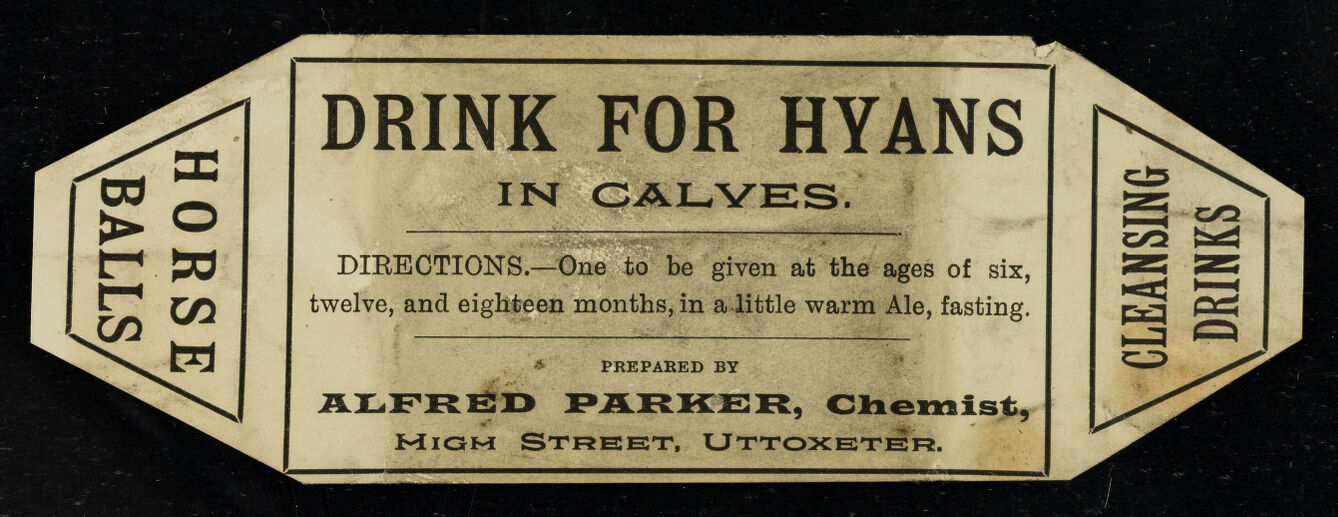 HORSE
BALLS
DRINK FOR HYANS
IN CALVES.
DIRECTIONS.—One to be given at the ages of six,
twelve, and eighteen months, in a little warm Ale, fasting.
PREPARED BY
ALFRED PARKER, Chemist,
HIGH STREET, UTTOXETER.
CLEANSING
DRINKS